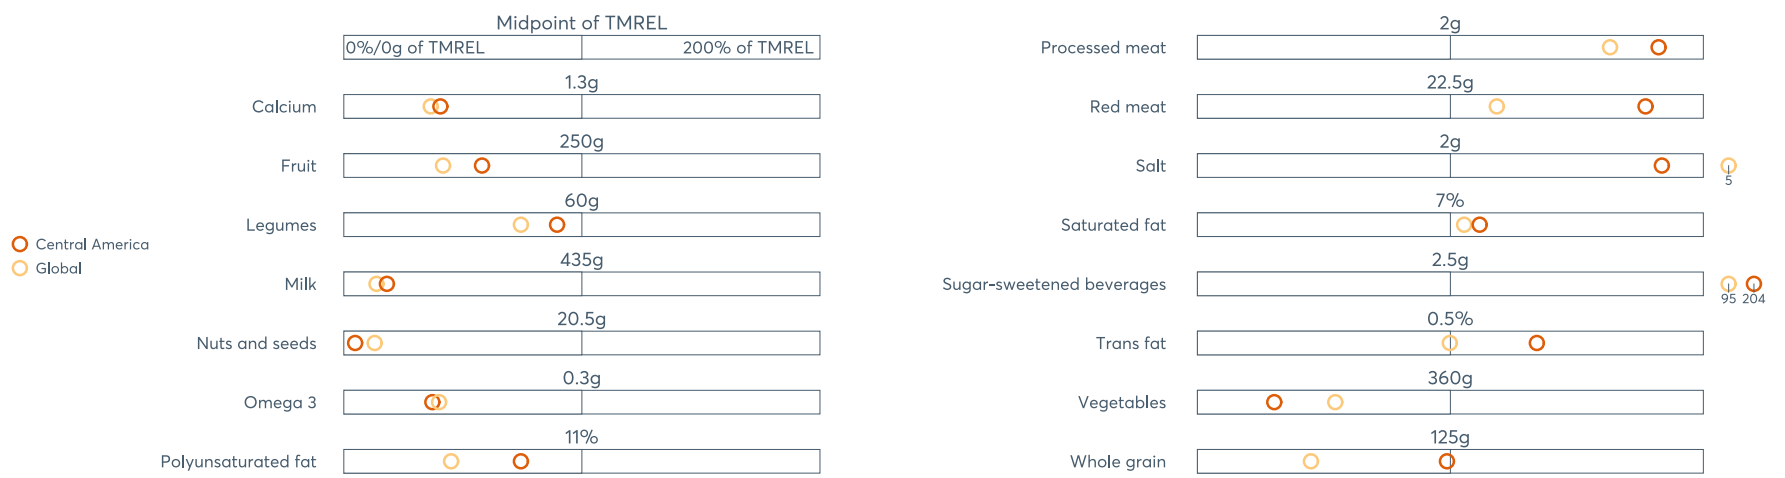 Midpoint of TMREL
0%/0g of TMREL 200% of TMREL
1.3g
Calcium
250g
Fruit
60g
Legumes
435g
Milk
20.5g
Nuts and seeds
0.3g
Omega 3
11%
Polyunsaturated fat
Central America
Global
2g
Processed meat
22.5g
Red meat
2g
Salt
5
7%
Saturated fat
2.5g
Sugar-sweetened beverages
95 204
0.5%
Trans fat
360g
Vegetables
125g
Whole grain